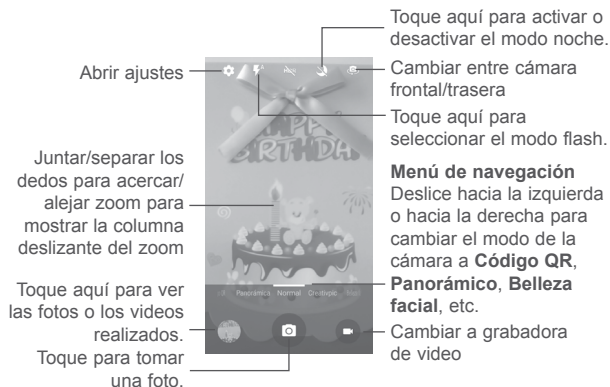 Toque aquí para activar o
desactivar el modo noche.
Abrir ajustes
Cambiar entre cámara
frontal/trasera
Toque aquí para
seleccionar el modo flash.
Juntar/separar los
dedos para acercar/
alejar zoom para
mostrar la columna
deslizante del zoom
Menú de navegación
Deslice hacia la izquierda
o hacia la derecha para
cambiar el modo de la
cámara a Código QR,
Panorámico, Belleza
facial, etc.
HAPPY
BIRTHDAY
Panorámica Normal
Toque aquí para ver
las fotos o los videos
realizados.
Toque para tomar
una foto.
Cambiar a grabadora
de video